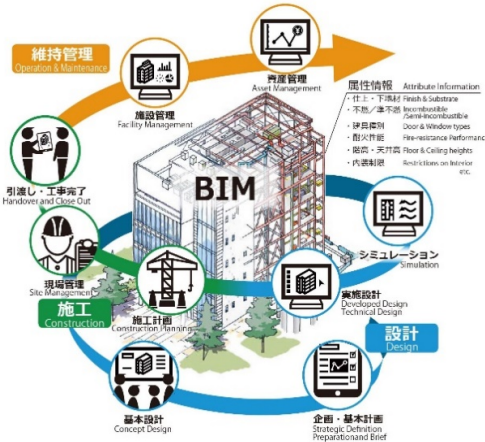 維持管理
Operation & Maintenance
資産管理
Asset Management
施設管理
Facility Management
属性情報 Attribute Information
・仕上・下地材 Finish & Substrate
・不燃/準不燃 Incombustible
/Semi-incombustible
・建具種別 Door & Window types
・耐火性能 Fire-resistance Performanc
・階高・天井高 Floor & Ceiling heights
・内装制限 Restrictions on Interior
etc.
BIM
引渡し・工事完了
Handover and Close Out
シミュレーション
Simulation
現場管理
Site Management
施工
Construction
施工計画
Construction Planning
実施設計
Developed Design
Technical Design
設計
Design
基本設計
Concept Design
企画・基本計画
Strategic Definition
Preparationand Brief